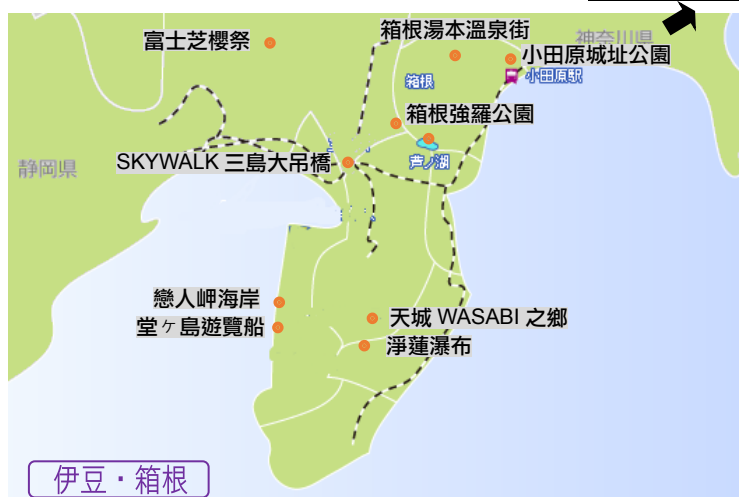 箱根湯本溫泉街
神奈川県
富士芝櫻祭
小田原城址公園
小田原駅
箱根
箱根強羅公園
芦ノ湖
SKYWALK 三島大吊橋
静岡県
戀人岬海岸
天城 WASABI 之鄉
堂ヶ島遊覽船
淨蓮瀑布
伊豆・箱根